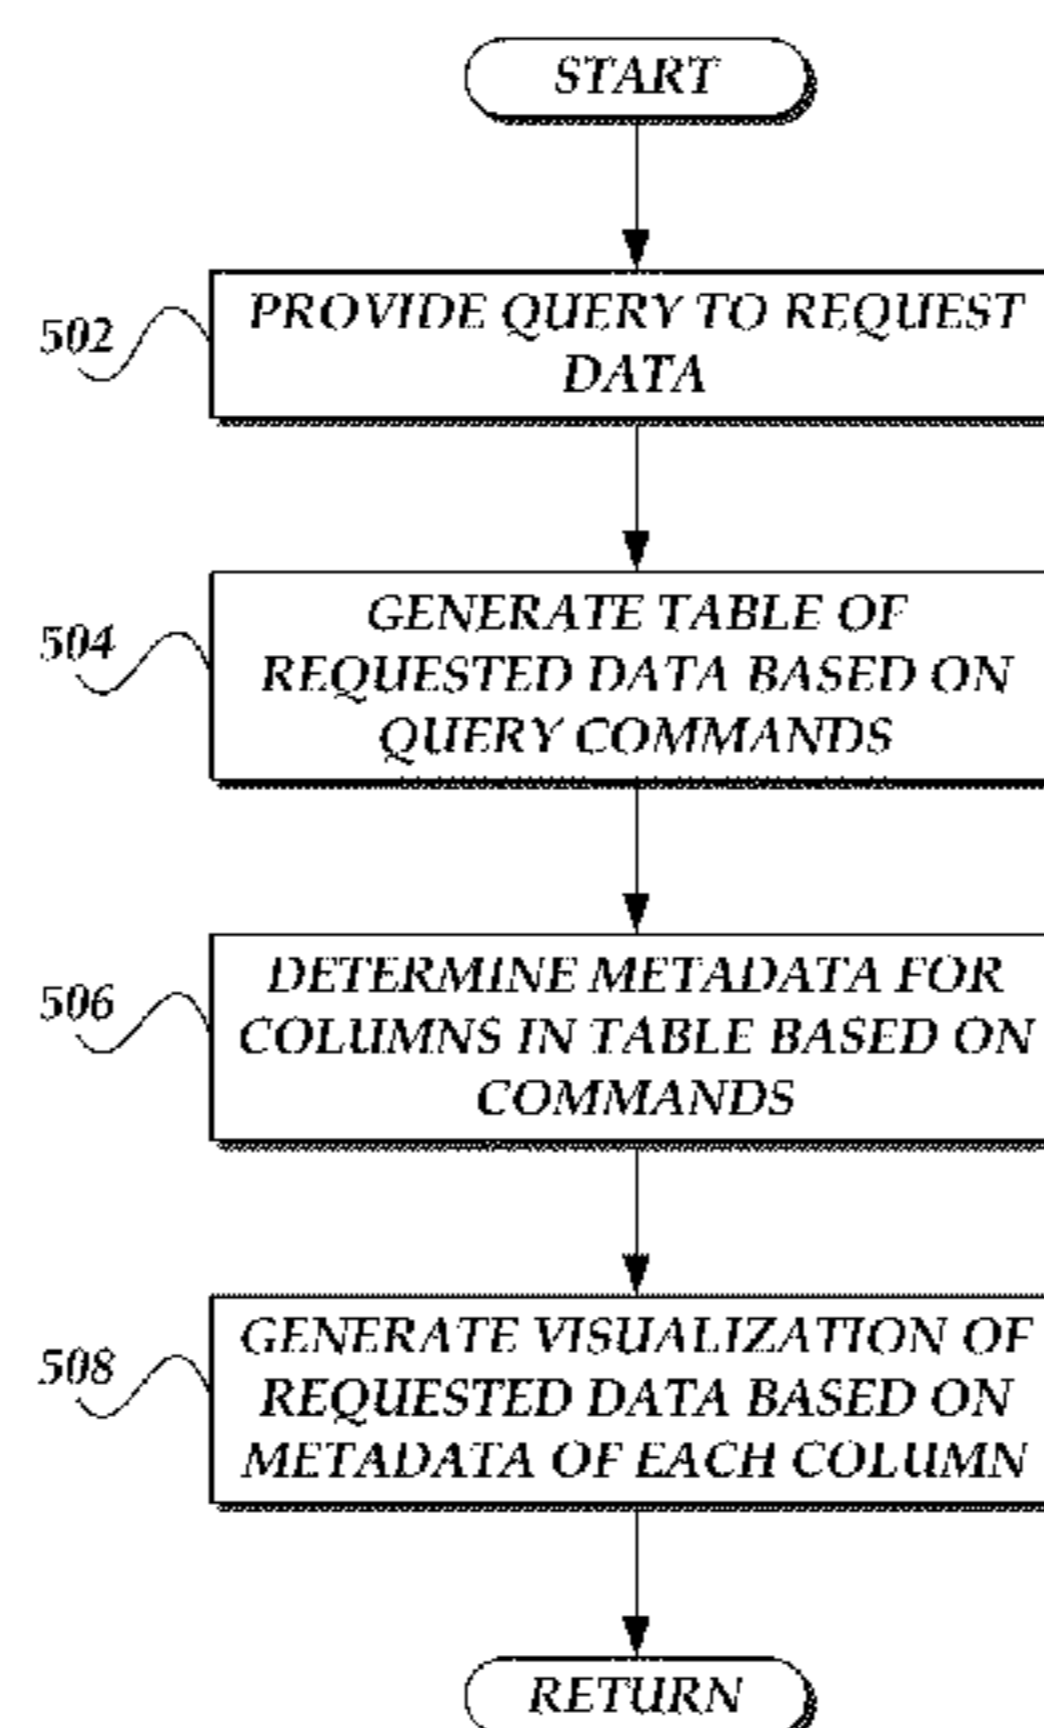 START
502
PROVIDE QUERY TO REQUEST
DATA
504
GENERATE TABLE OF
REQUESTED DATA BASED ON
QUERY COMMANDS
506
DETERMINE METADATA FOR
COLUMNS IN TABLE BASED ON
COMMANDS
508
GENERATE VISUALIZATION OF
REQUESTED DATA BASED ON
METADATA OF EACH COLUMN
RETURN